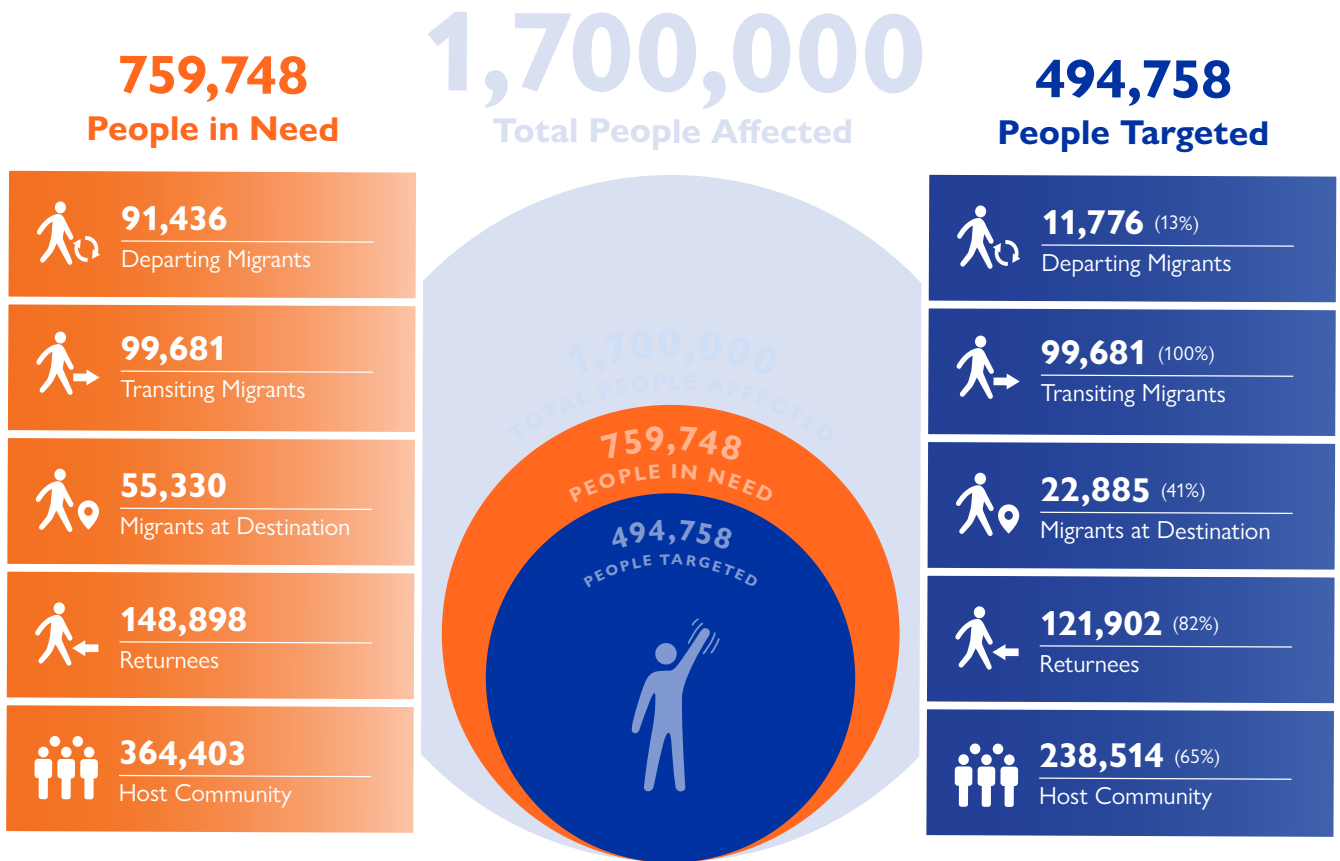 759,748
People in Need
91,436
Departing Migrants
99,681
Transiting Migrants
55,330
Migrants at Destination
148,898
Returnees
364,403
Host Community
1,700,000
Total People Affected
1,700,000
TOTAL PEOPLE AFFECTED
759,748
PEOPLE IN NEED
494,758
PEOPLE TARGETED
494,758
People Targeted
11,776 (13%)
Departing Migrants
99,681 (100%)
Transiting Migrants
22,885 (41%)
Migrants at Destination
121,902 (82%)
Returnees
238,514 (65%)
Host Community